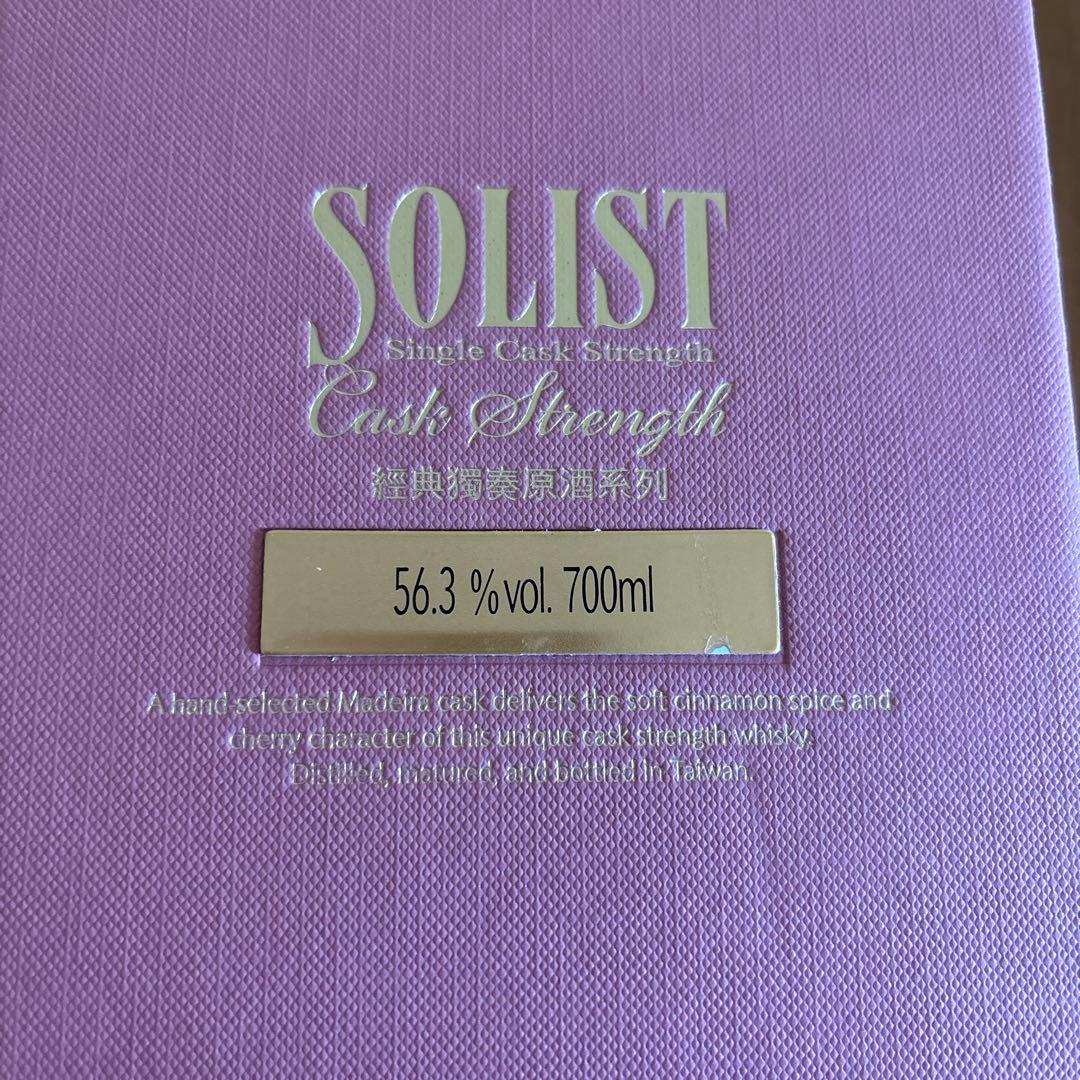 SOLIST
Single Cask Strength
Cask Strength
經典獨奏原酒系列
56.3 %vol. 700ml
A hand-selected Madeira cask delivers the soft cinnamon spice and
cherry character of this unique cask strength whisky.
Distilled, matured, and bottled in Taiwan.